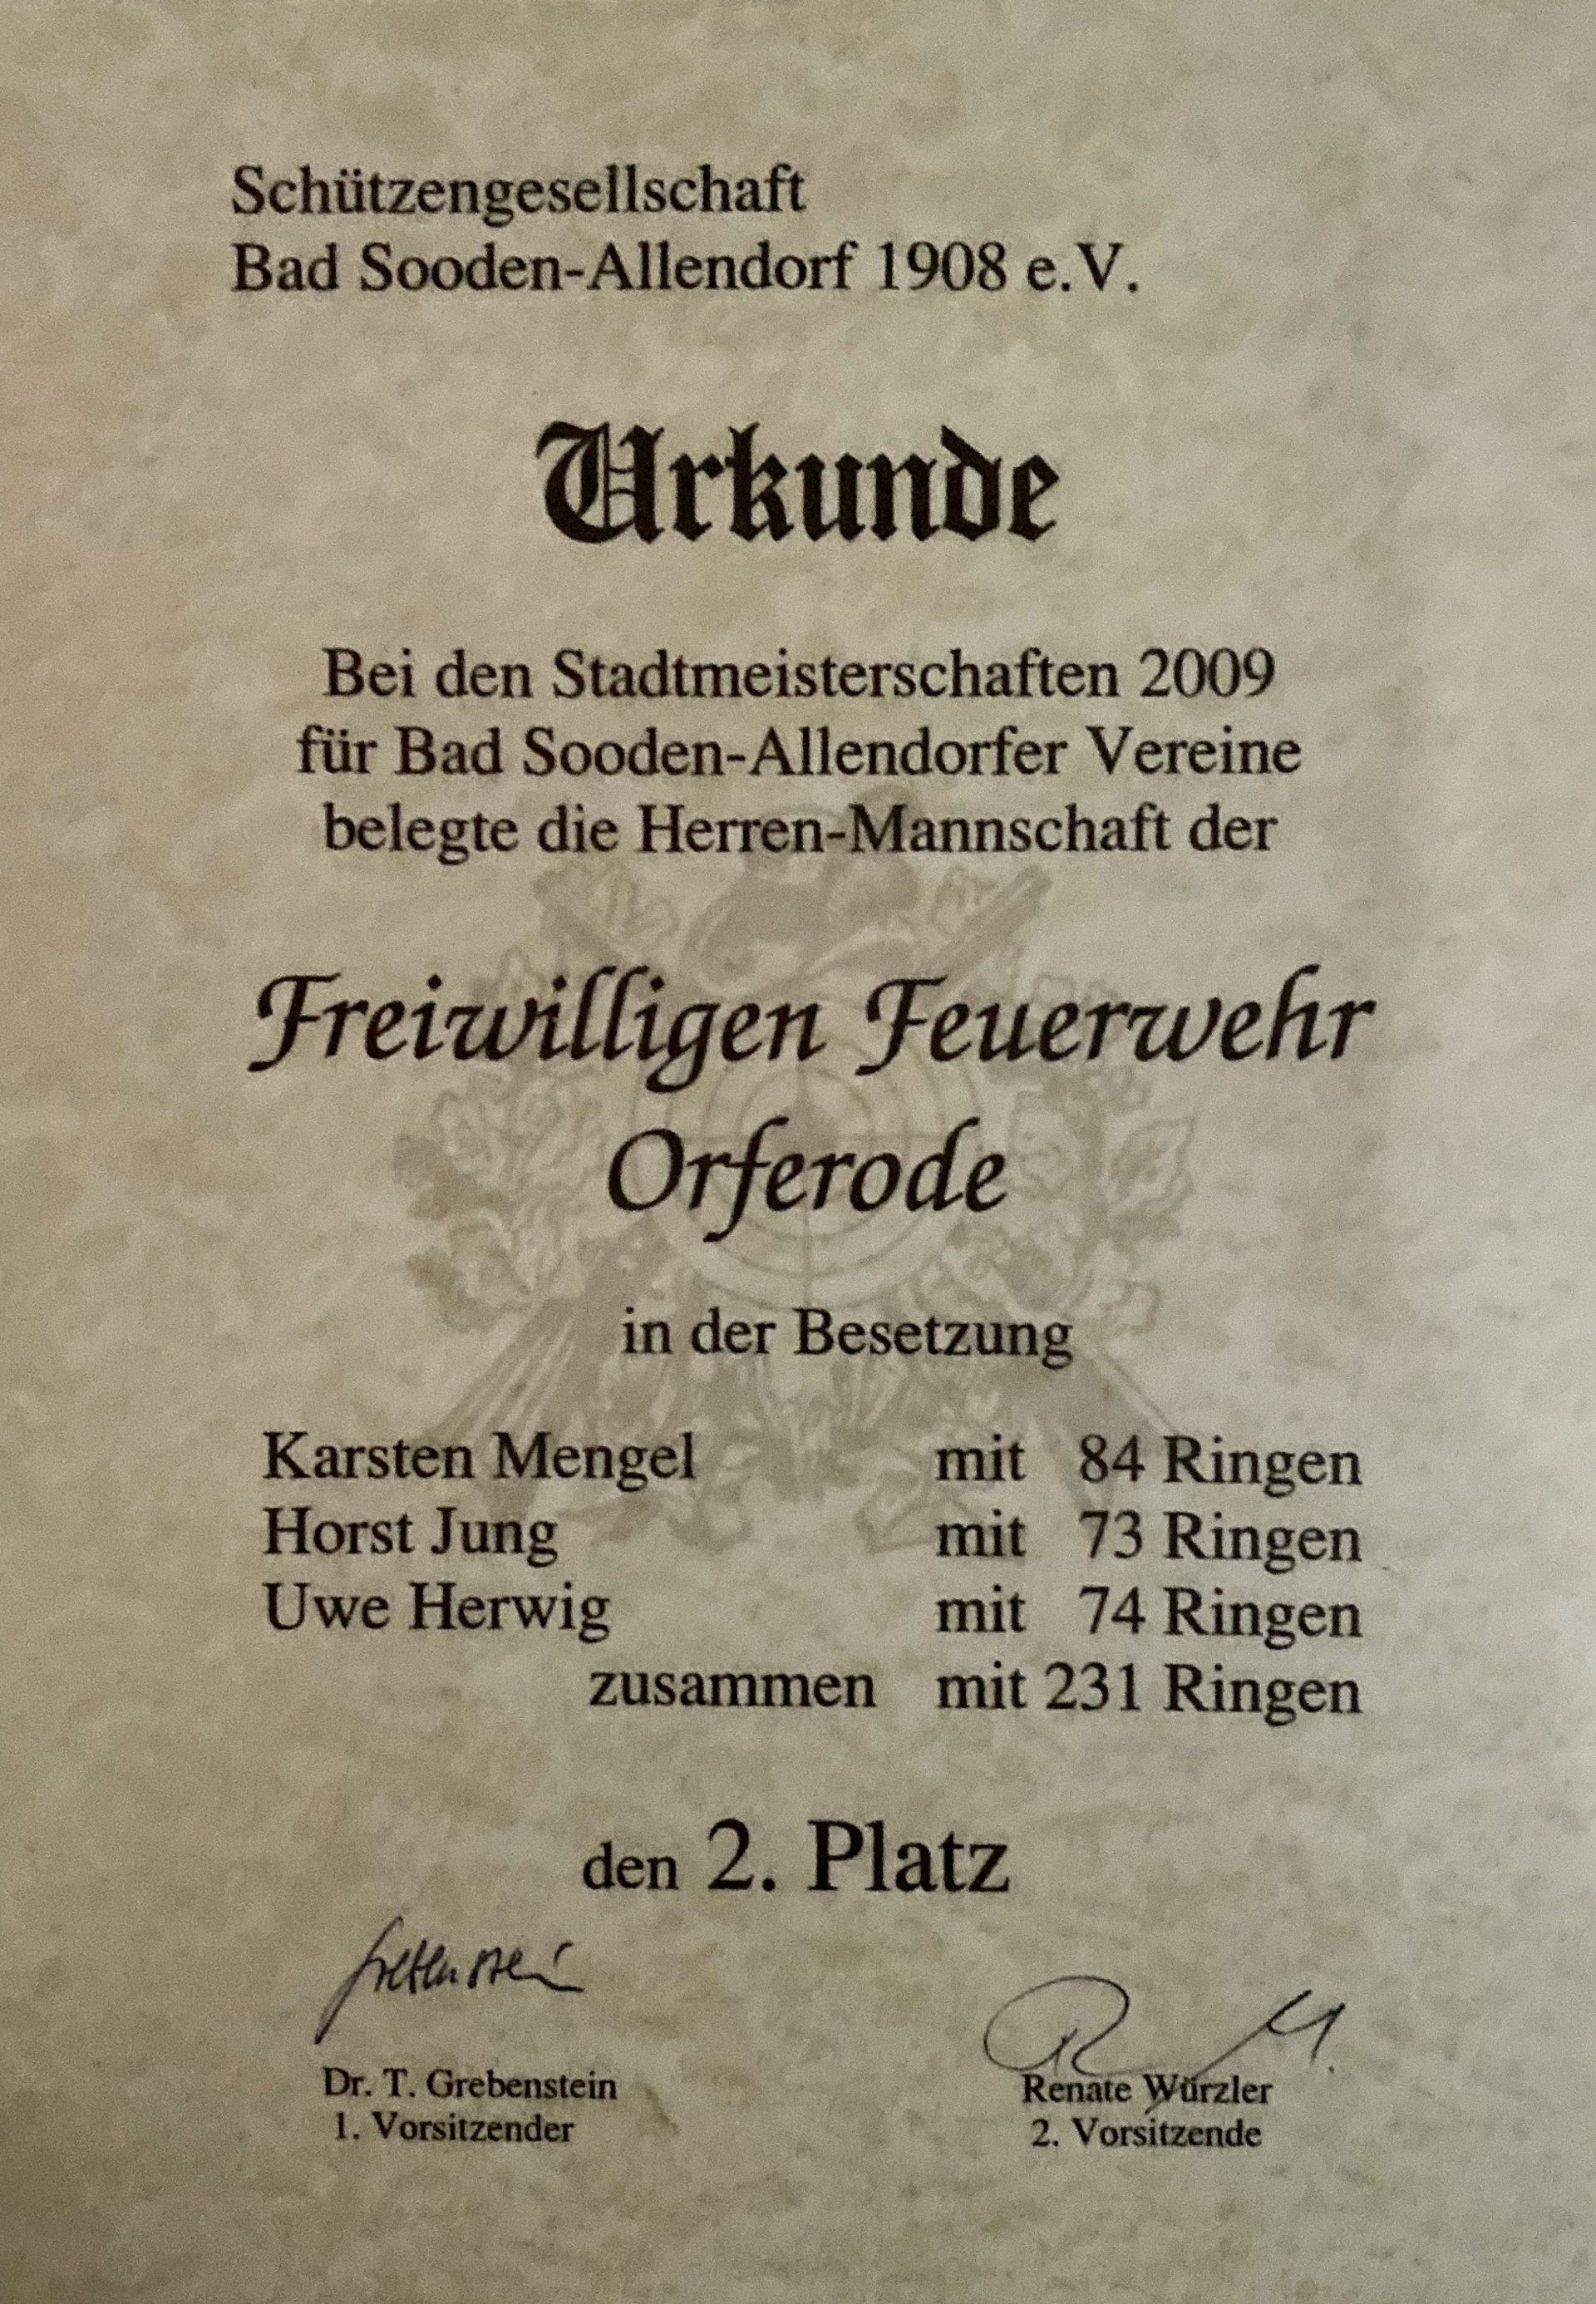 Schützengesellschaft
Bad Sooden-Allendorf 1908 e.V.
Urkunde
Bei den Stadtmeisterschaften 2009
für Bad Sooden-Allendorfer Vereine
belegte die Herren-Mannschaft der
Freiwilligen Feuerwehr
Orferode
in der Besetzung
Karsten Mengel mit 84 Ringen
Horst Jung mit 73 Ringen
Uwe Herwig mit 74 Ringen
zusammen mit 231 Ringen
den 2. Platz
Grebenstein
Dr. T. Grebenstein Renate Würzler
1. Vorsitzender 2. Vorsitzende